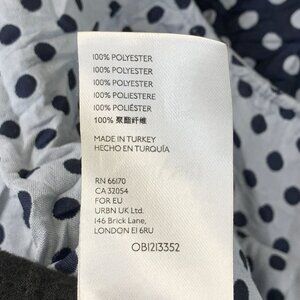 100% POLYESTER
100% POLYESTER
100% POLYESTER
100% POLIESTERE
100% POLIÉSTER
100% 聚酯纤维
MADE IN TURKEY
HECHO EN TURQUÍA
RN 66170
CA 32054
FOR EU
URBN UK Ltd.
146 Brick Lane,
LONDON E1 6RU
OB1213352